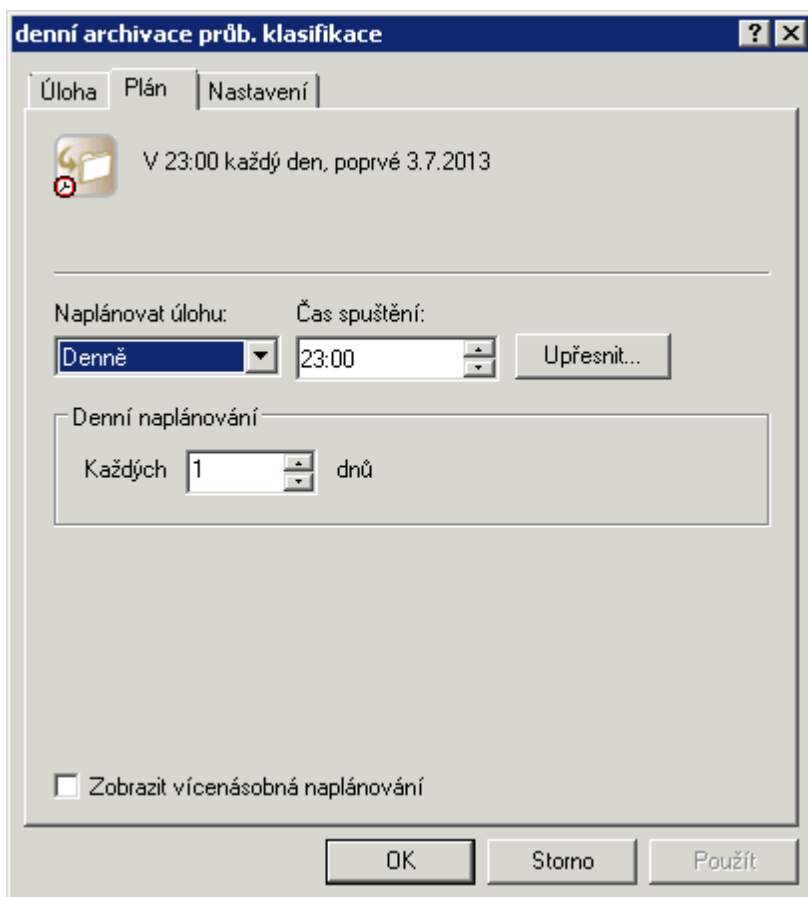 denní archivace průb. klasifikace
Úloha Plán Nastavení
V 23:00 každý den, poprvé 3.7.2013
Naplánovat úlohu: Čas spuštění:
Denně 23:00 Upřesnit...
Denní naplánování
Každých 1 dnů
Zobrazit vícenásobná naplánování
OK Storno Použít